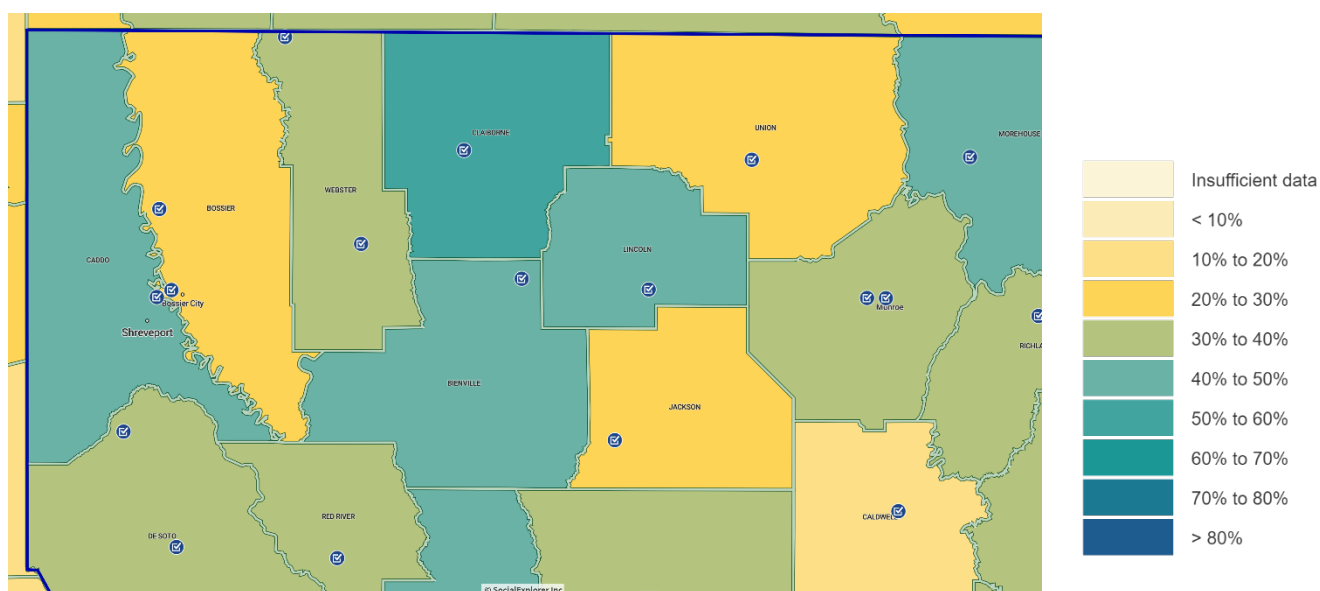 CLAIBORNE
UNION
MOREHOUSE
WEBSTER
BOSSIER
LINCOLN
CADDO
Bossier City
Monroe
Shreveport
RICHLA
BIENVILLE
JACKSON
RED RIVER
CALDWELL
DE SOTO
© SocialExplorer Inc
Insufficient data
< 10%
10% to 20%
20% to 30%
30% to 40%
40% to 50%
50% to 60%
60% to 70%
70% to 80%
> 80%